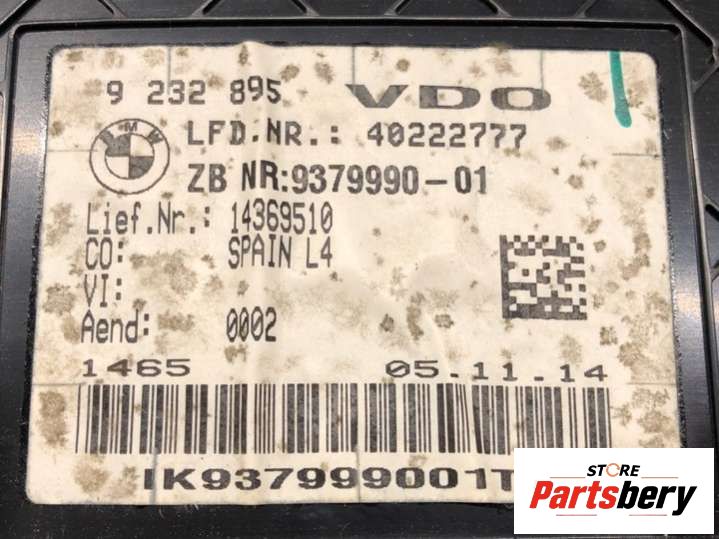 9 232 895 VDO
BMW
LFD.NR.: 40222777
ZB NR:9379990-01
Lief.Nr.: 14369510
CO: SPAIN L4
VI:
Aend: 0002
1465 05.11.14
IK937999001T
STORE
Partsbery